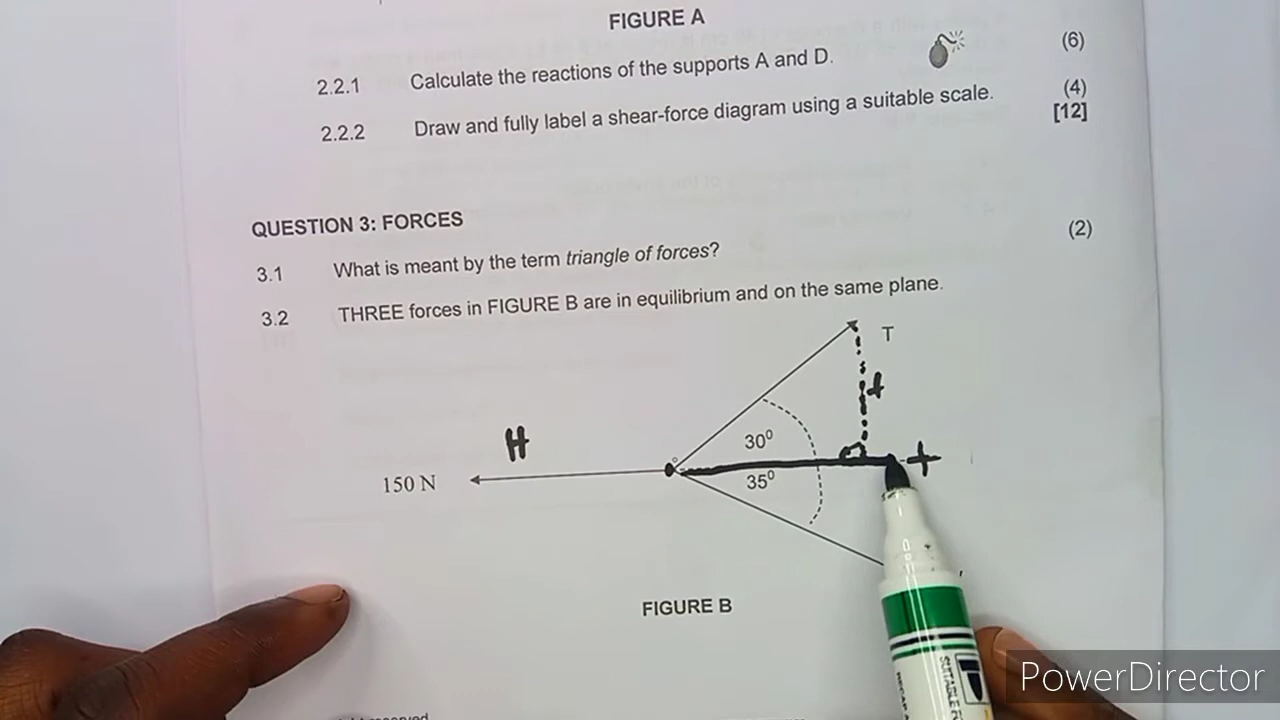 FIGURE A
2.2.1 Calculate the reactions of the supports A and D. (6)
2.2.2 Draw and fully label a shear-force diagram using a suitable scale. (4)
[12]
QUESTION 3: FORCES
3.1 What is meant by the term triangle of forces? (2)
3.2 THREE forces in FIGURE B are in equilibrium and on the same plane.
T
+
H
30⁰
+
150 N
35⁰
FIGURE B
PowerDirector